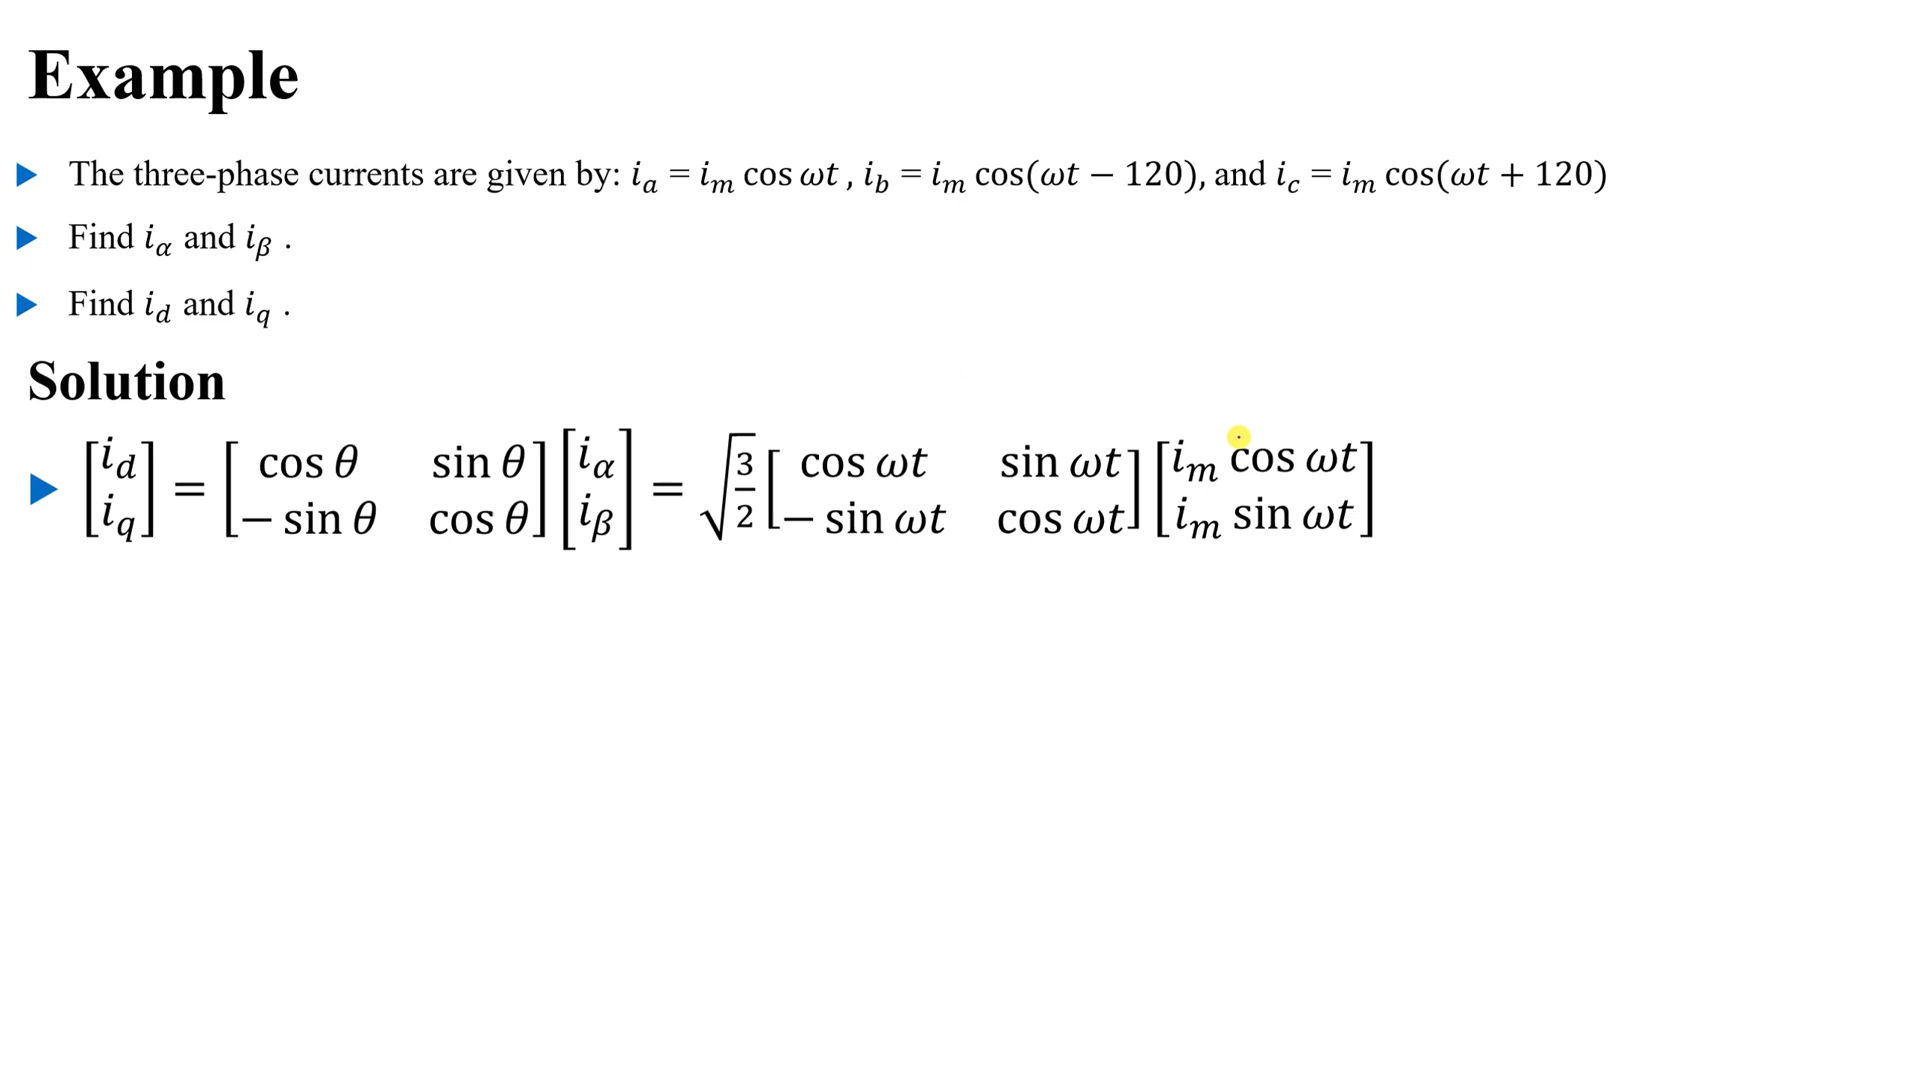 Example
The three-phase currents are given by: i_a = i_m cos ωt , i_b = i_m cos(ωt − 120), and i_c = i_m cos(ωt + 120)
Find i_α and i_β .
Find i_d and i_q .
Solution
[i_d; i_q] = [cos θ  sin θ; − sin θ  cos θ] [i_α; i_β] = √(3/2) [cos ωt  sin ωt; − sin ωt  cos ωt] [i_m cos ωt; i_m sin ωt]